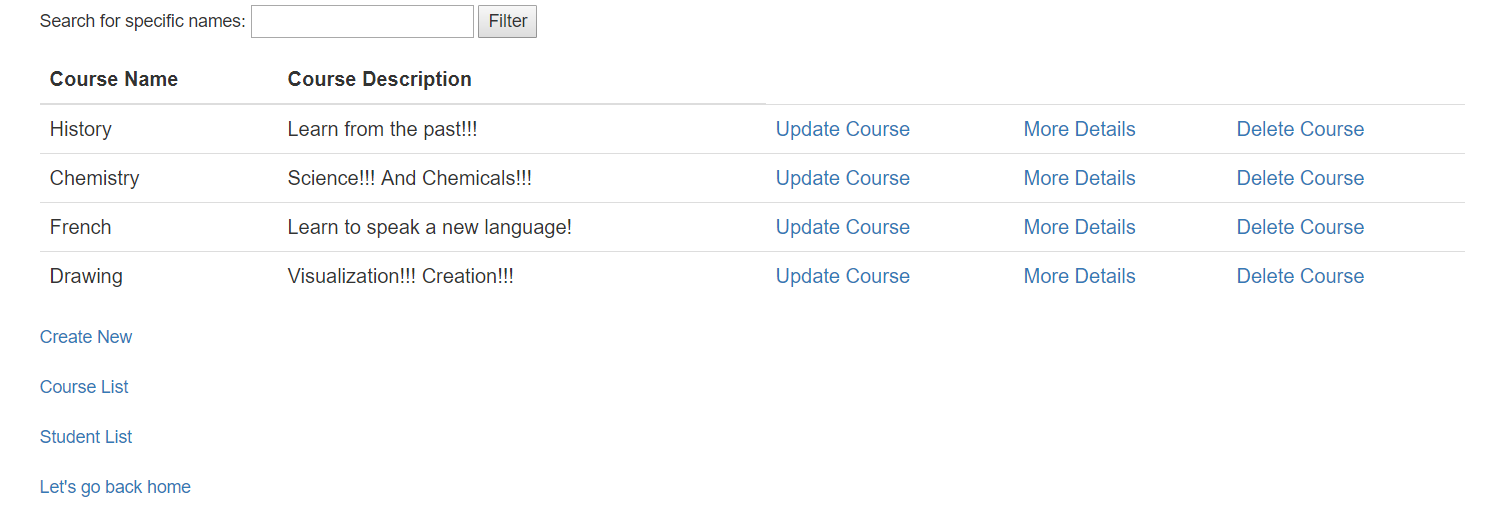 Search for specific names: Filter
Course Name Course Description
History Learn from the past!!! Update Course More Details Delete Course
Chemistry Science!!! And Chemicals!!! Update Course More Details Delete Course
French Learn to speak a new language! Update Course More Details Delete Course
Drawing Visualization!!! Creation!!! Update Course More Details Delete Course
Create New
Course List
Student List
Let's go back home